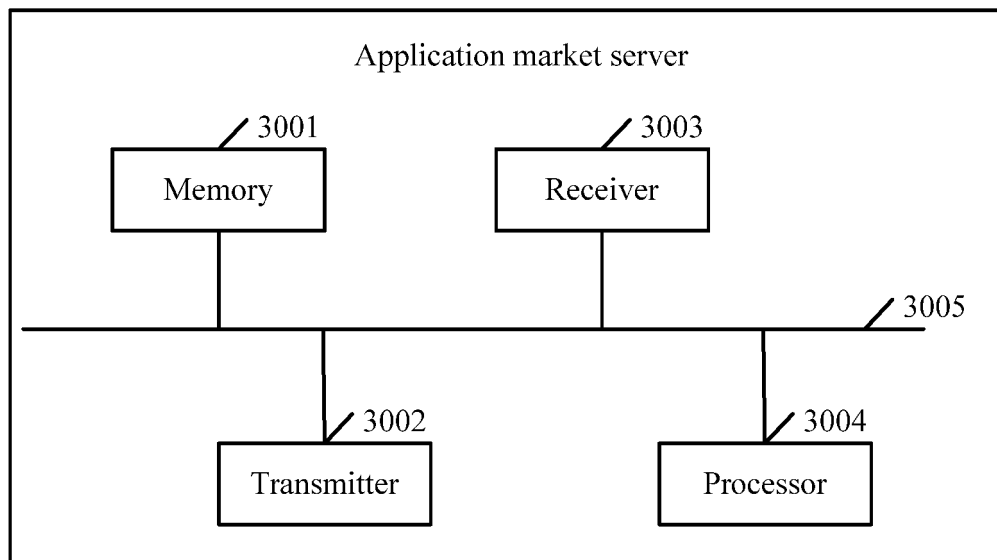 Application market server
3001
3003
Memory
Receiver
3005
3002
3004
Transmitter
Processor